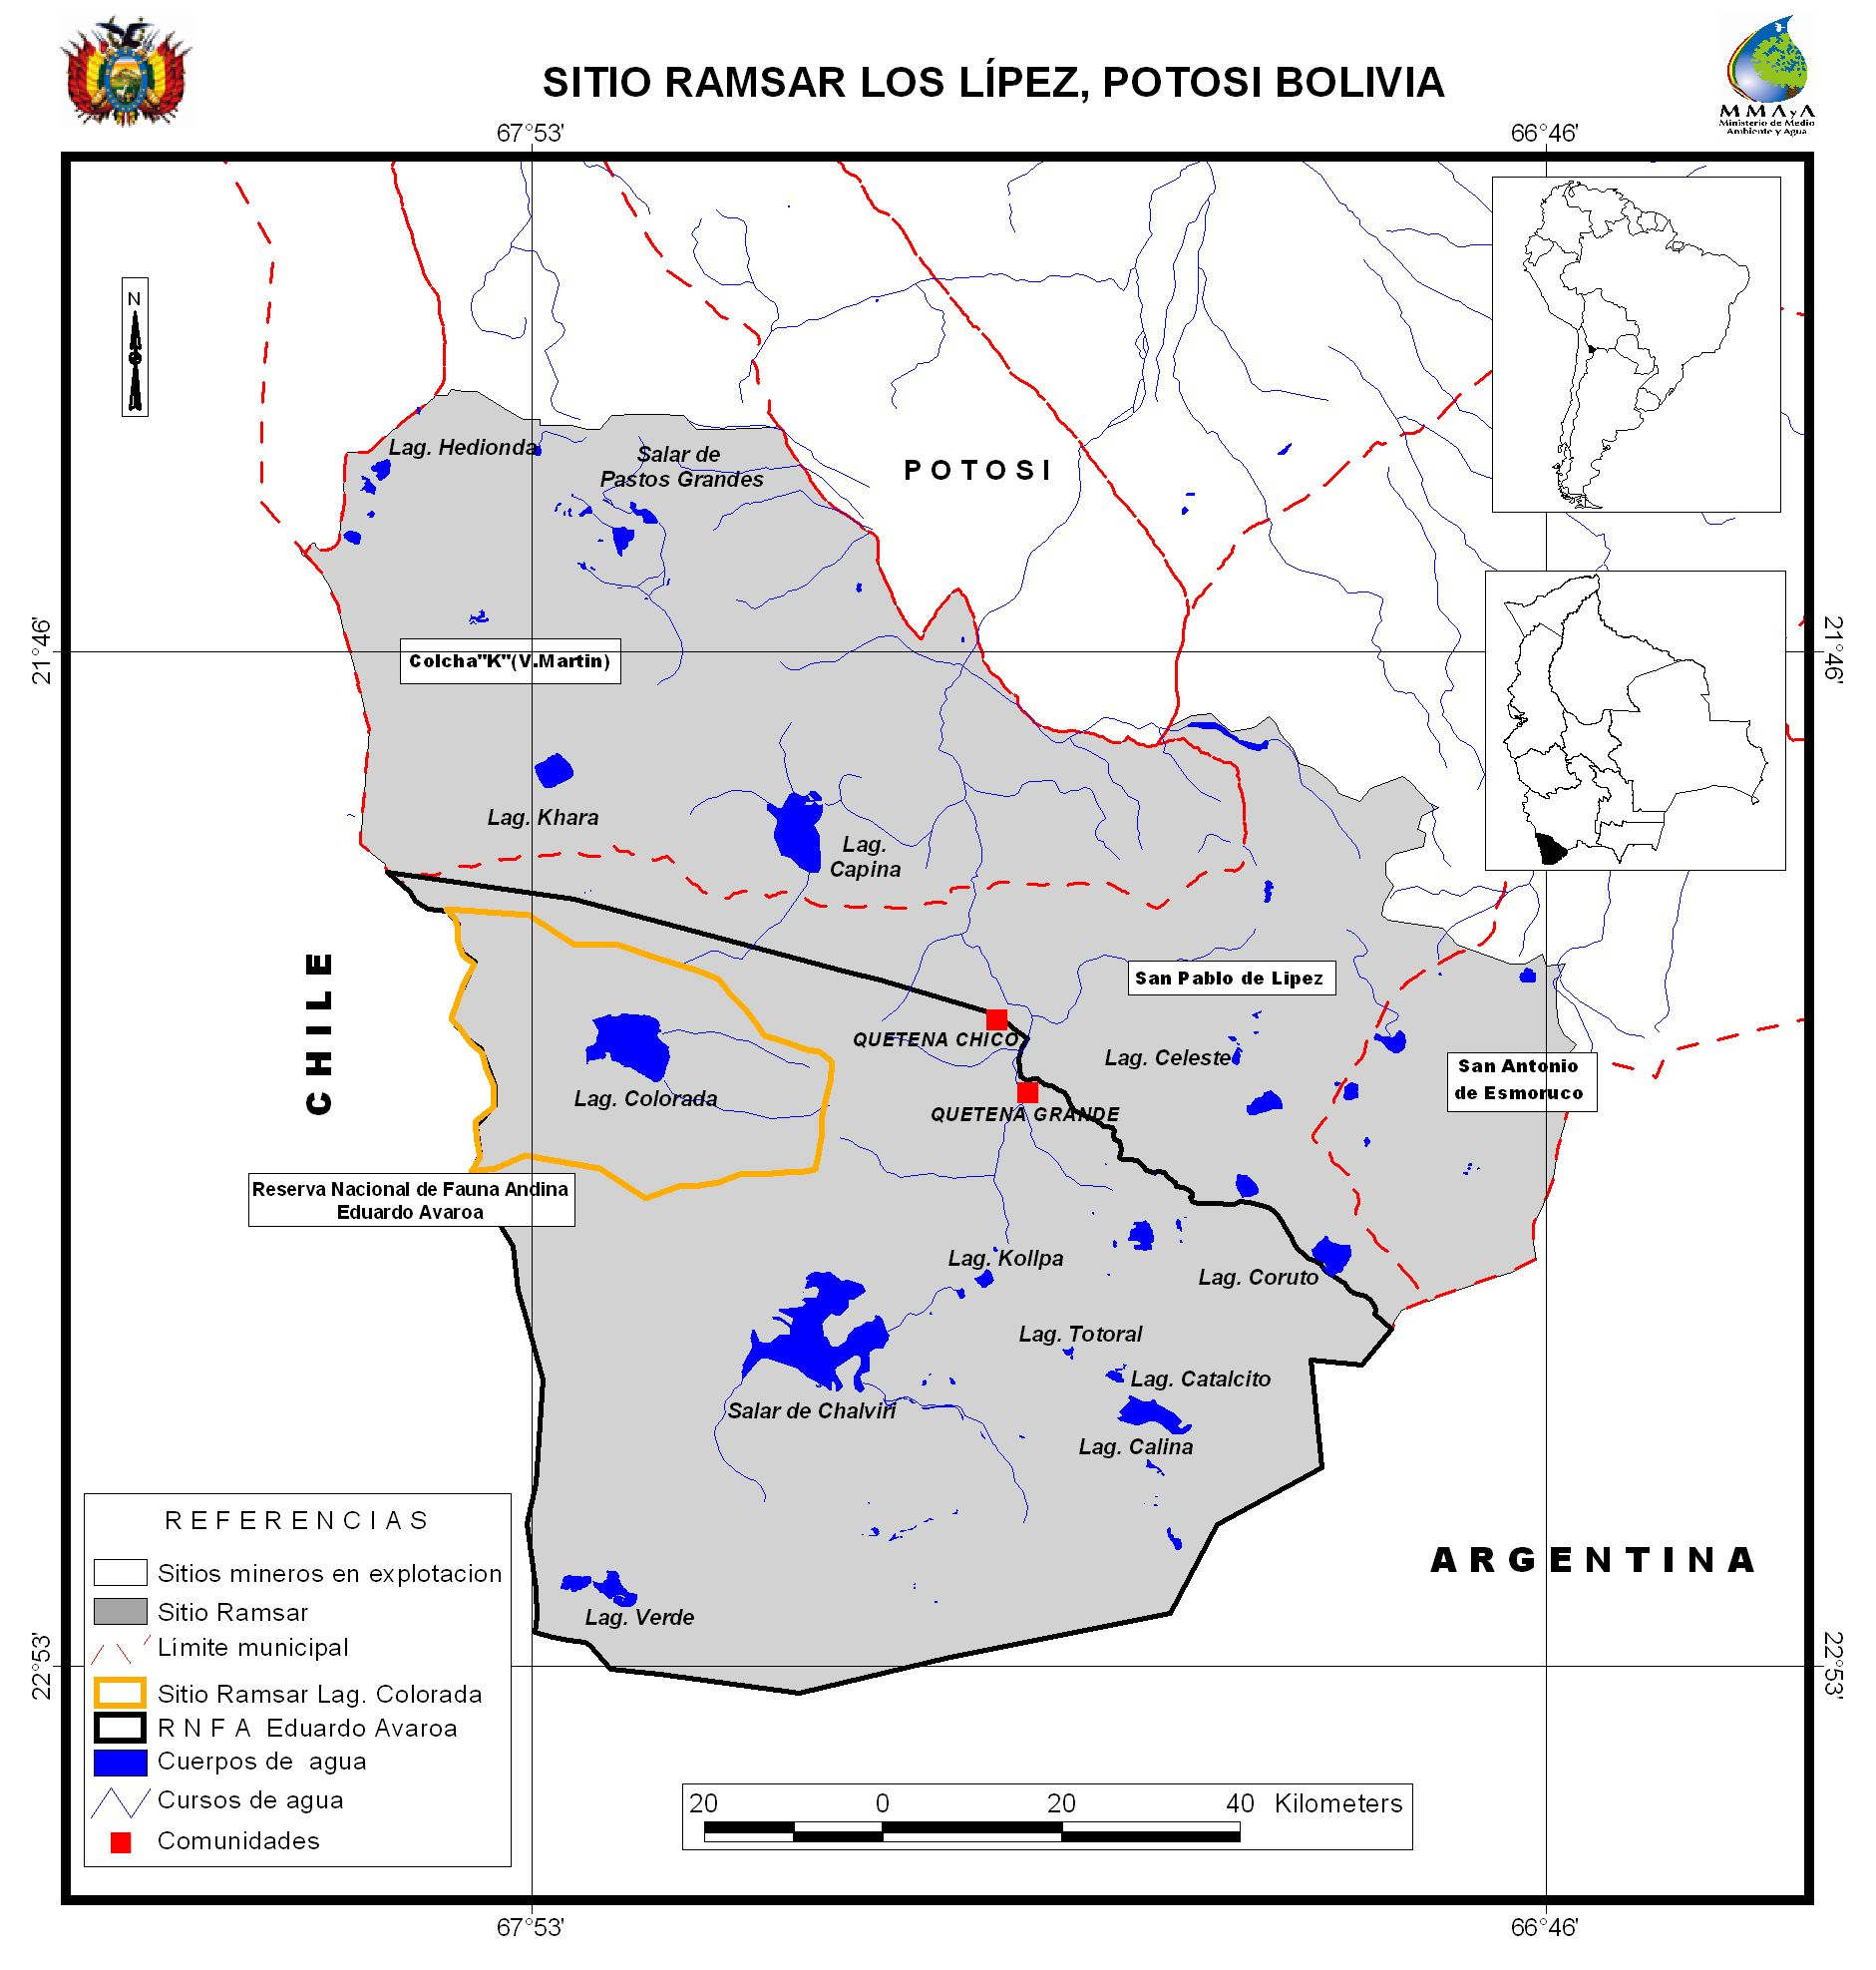 SITIO RAMSAR LOS LÍPEZ, POTOSI BOLIVIA
MMAyA
Ministerio de Medio
Ambiente y Agua
67°53'
66°46'
N
Lag. Hedionda
Salar de
Pastos Grandes
POTOSI
21°46'
21°46'
Colcha"K"(V.Martin)
Lag. Khara
Lag.
Capina
CHILE
San Pablo de Lipez
QUETENA CHICO
Lag. Celeste
San Antonio
de Esmoruco
Lag. Colorada
QUETENA GRANDE
Reserva Nacional de Fauna Andina
Eduardo Avaroa
Lag. Kollpa
Lag. Coruto
Lag. Totoral
Lag. Catalcito
Salar de Chalviri
Lag. Calina
ARGENTINA
Lag. Verde
22°53'
22°53'
REFERENCIAS
Sitios mineros en explotacion
Sitio Ramsar
Límite municipal
Sitio Ramsar Lag. Colorada
R N F A Eduardo Avaroa
Cuerpos de agua
Cursos de agua
Comunidades
20 0 20 40 Kilometers
67°53'
66°46'